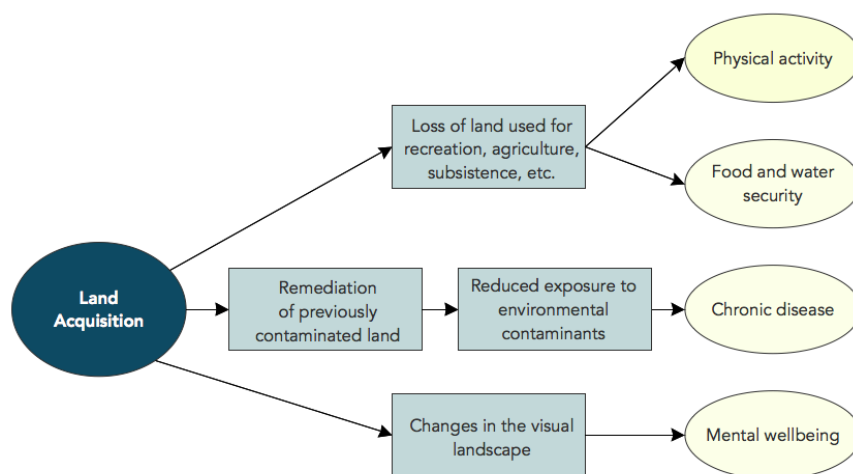 Physical activity
Loss of land used for
recreation, agriculture,
subsistence, etc.
Food and water
security
Land
Acquisition
Remediation
of previously
contaminated land
Reduced exposure to
environmental
contaminants
Chronic disease
Changes in the visual
landscape
Mental wellbeing